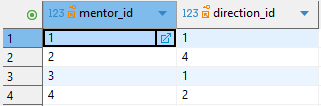 123 mentor_id 123 direction_id
1 1 1
2 2 4
3 3 1
4 4 2